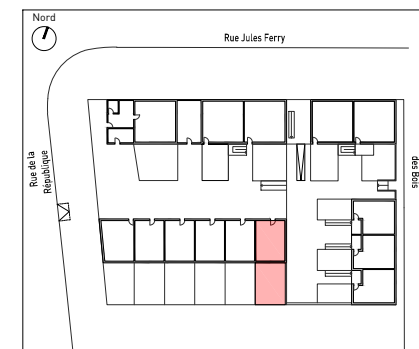 Nord
Rue Jules Ferry
Rue de la
République
des Bois